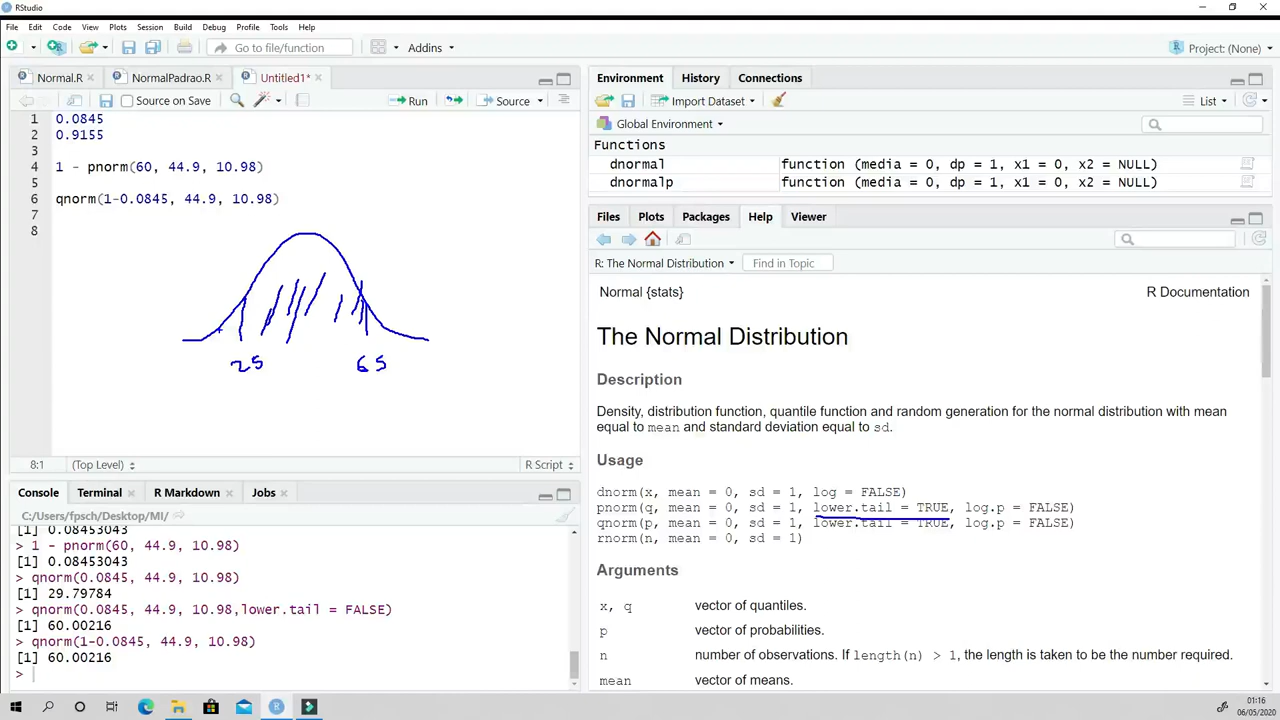 RStudio
File Edit Code View Plots Session Build Debug Profile Tools Help
Go to file/function Addins Project: (None)
Normal.R NormalPadrao.R Untitled1*
Source on Save Run Source
1 0.0845
2 0.9155
3
4 1 - pnorm(60, 44.9, 10.98)
5
6 qnorm(1-0.0845, 44.9, 10.98)
7
8
25 65
8:1 (Top Level) R Script
Console Terminal R Markdown Jobs
C:/Users/fpsch/Desktop/MI/
[1] 0.08453043
> 1 - pnorm(60, 44.9, 10.98)
[1] 0.08453043
> qnorm(0.0845, 44.9, 10.98)
[1] 29.79784
> qnorm(0.0845, 44.9, 10.98,lower.tail = FALSE)
[1] 60.00216
> qnorm(1-0.0845, 44.9, 10.98)
[1] 60.00216
>
Environment History Connections
Import Dataset List
Global Environment
Functions
dnormal function (media = 0, dp = 1, x1 = 0, x2 = NULL)
dnormalp function (media = 0, dp = 1, x1 = 0, x2 = NULL)
Files Plots Packages Help Viewer
R: The Normal Distribution Find in Topic
Normal {stats} R Documentation
The Normal Distribution
Description
Density, distribution function, quantile function and random generation for the normal distribution with mean
equal to mean and standard deviation equal to sd.
Usage
dnorm(x, mean = 0, sd = 1, log = FALSE)
pnorm(q, mean = 0, sd = 1, lower.tail = TRUE, log.p = FALSE)
qnorm(p, mean = 0, sd = 1, lower.tail = TRUE, log.p = FALSE)
rnorm(n, mean = 0, sd = 1)
Arguments
x, q vector of quantiles.
p vector of probabilities.
n number of observations. If length(n) > 1, the length is taken to be the number required.
mean vector of means.
01:16
06/05/2020